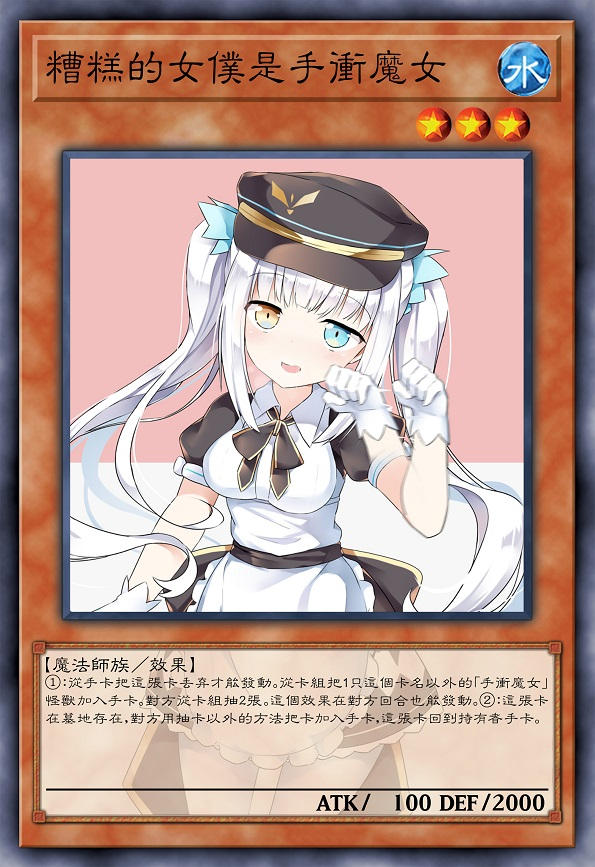 糟糕的女僕是手衝魔女
水
【魔法師族／效果】
①:從手卡把這張卡丟弃才能發動。從卡組把1只這個卡名以外的「手衝魔女」
怪獸加入手卡。對方從卡組抽2張。這個效果在對方回合也能發動。②:這張卡
在墓地存在,對方用抽卡以外的方法把卡加入手卡,這張卡回到持有者手卡。
ATK/ 100 DEF/2000